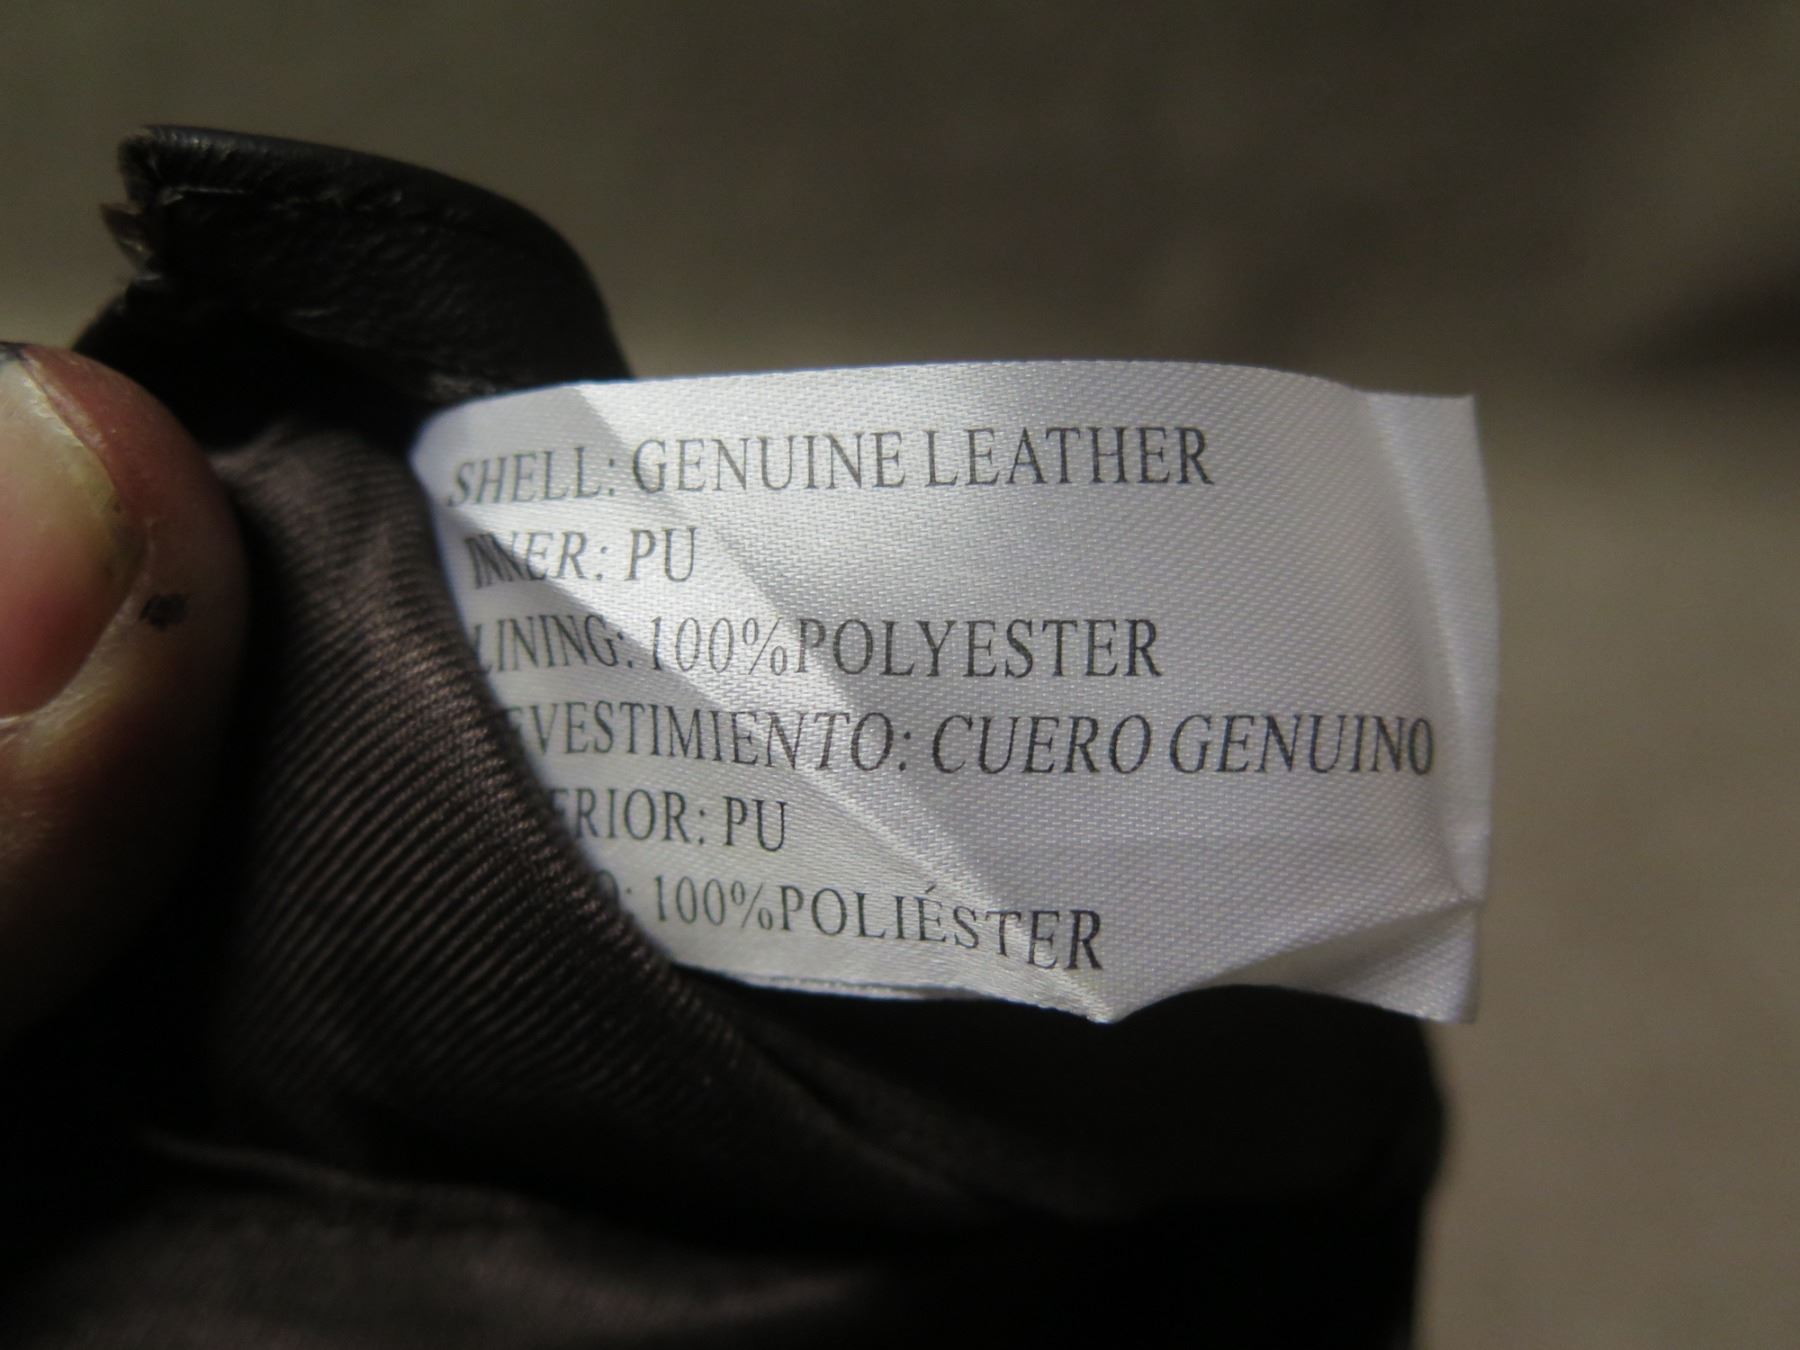 SHELL: GENUINE LEATHER
INNER: PU
LINING: 100%POLYESTER
EVESTIMIENTO: CUERO GENUINO
ERIOR: PU
O: 100%POLIÉSTER